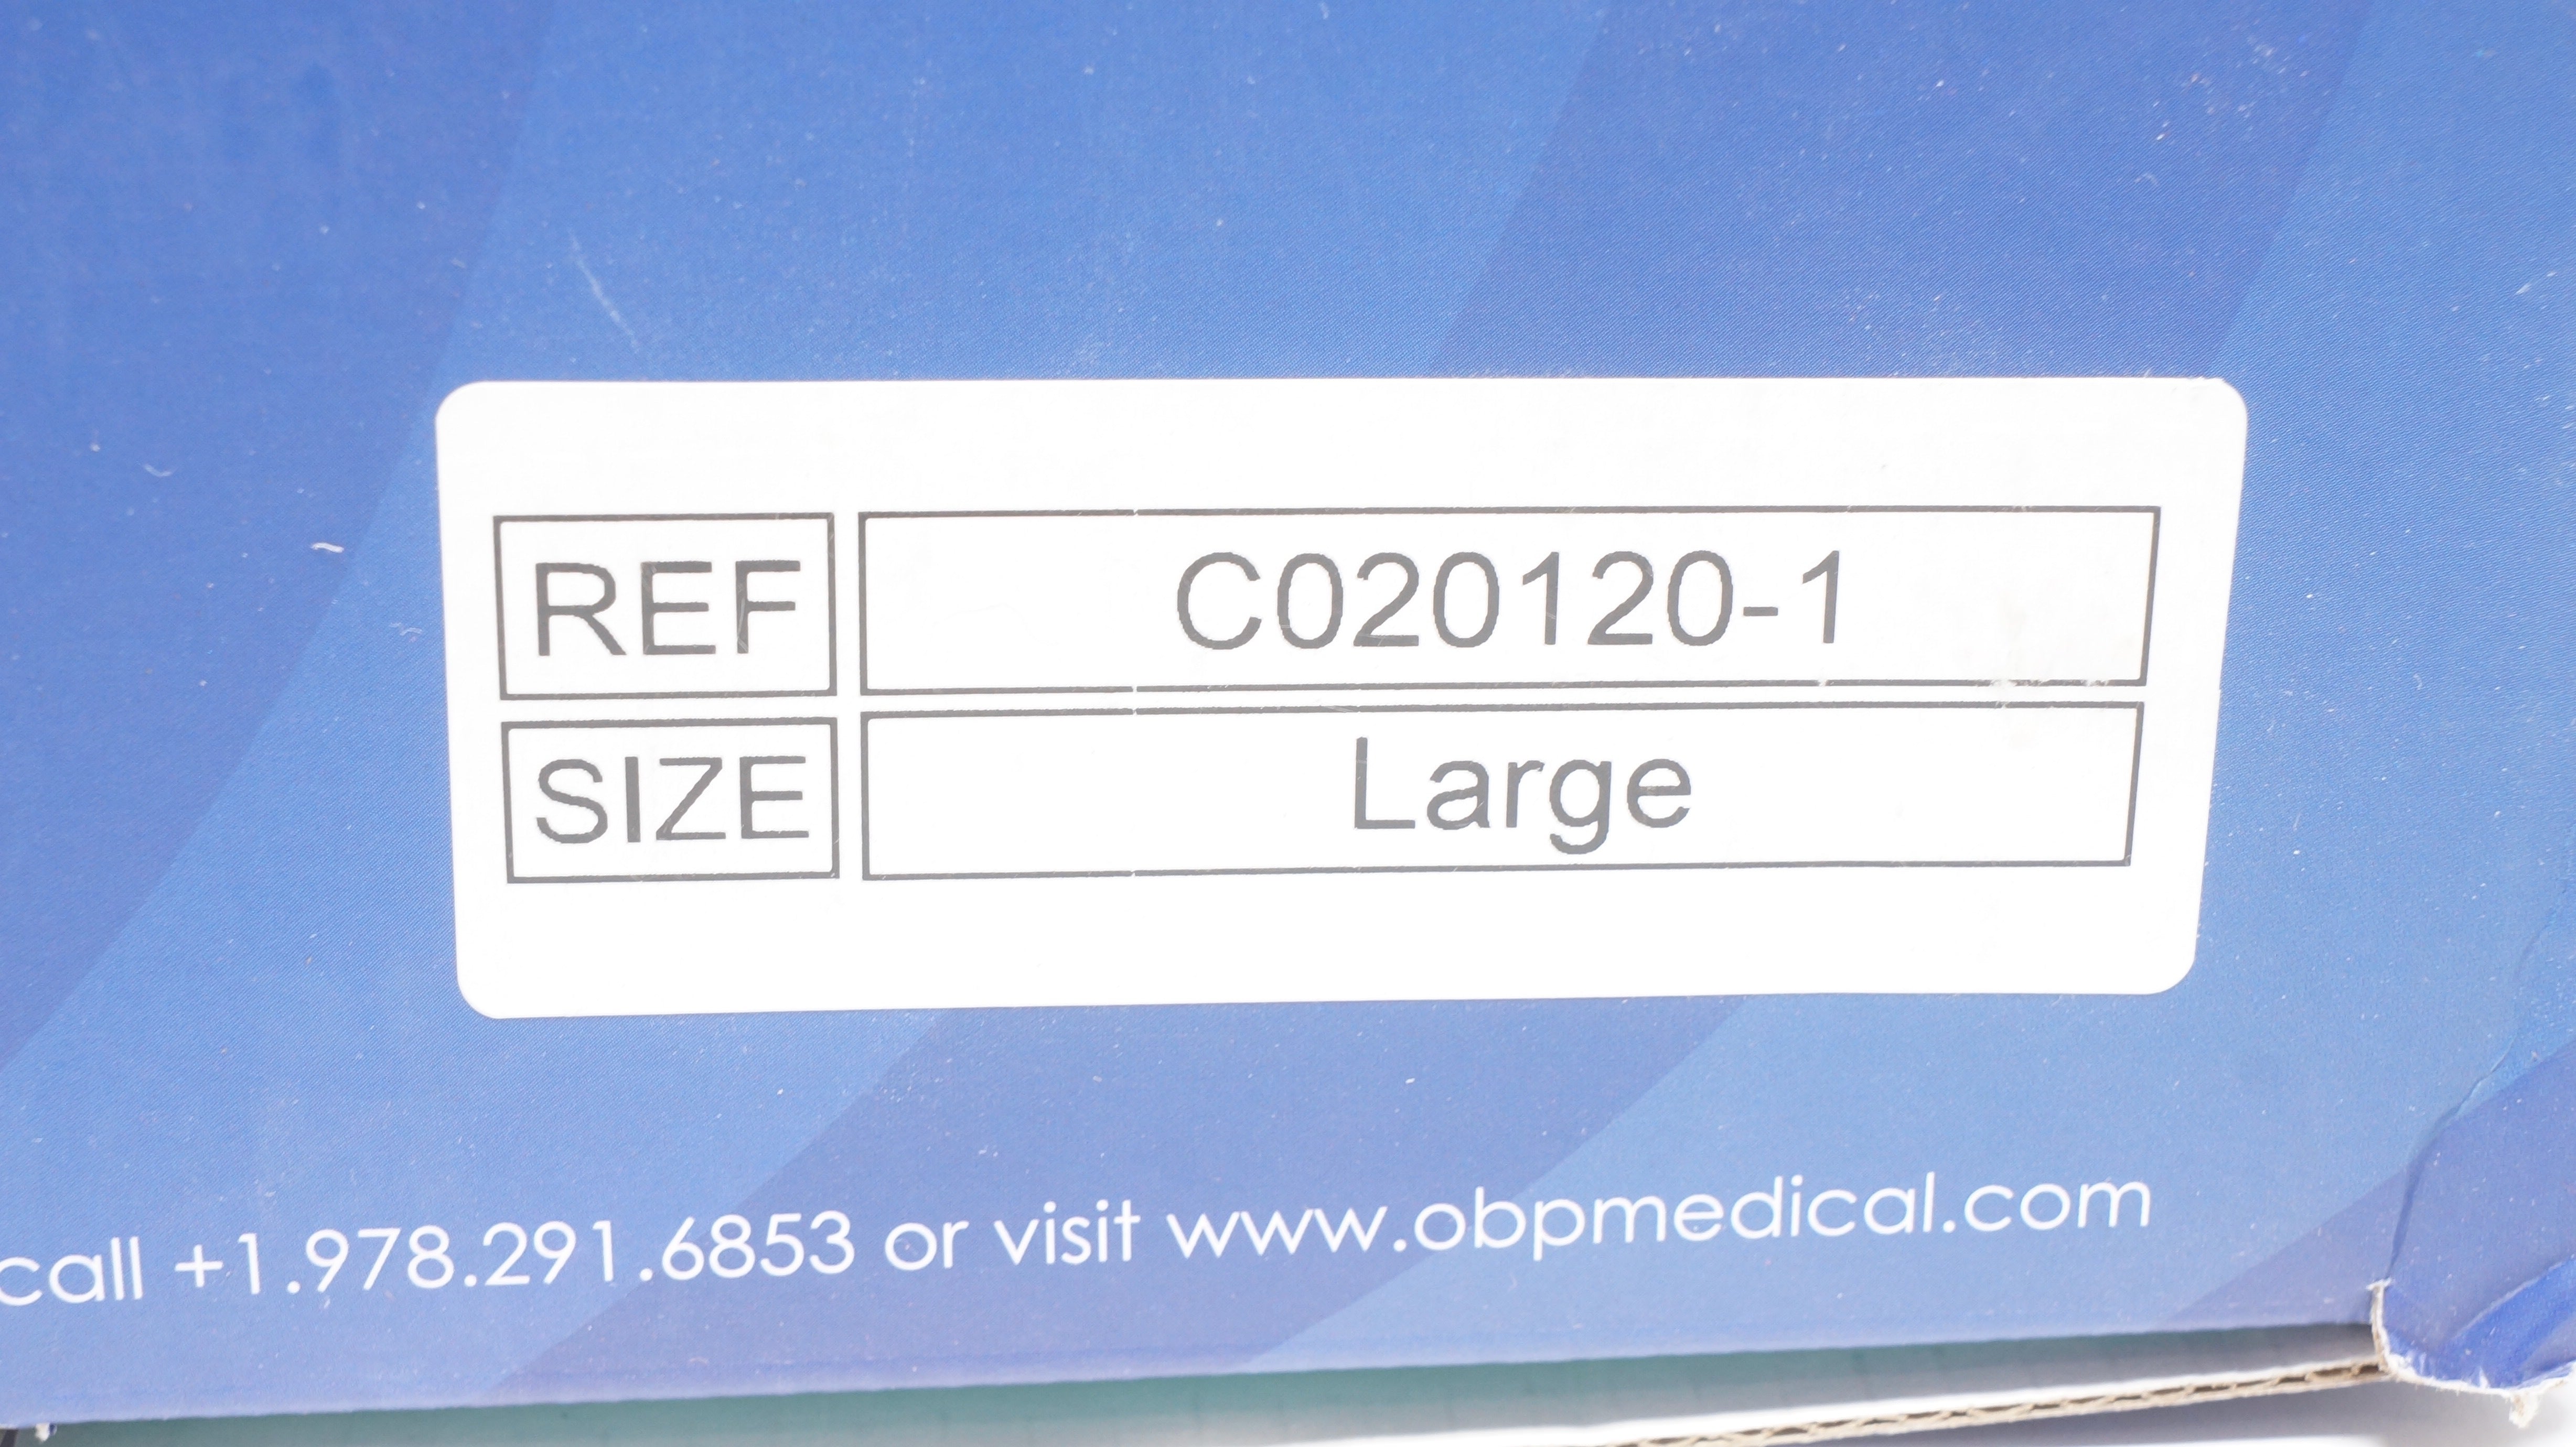 REF C020120-1
SIZE Large
call +1.978.291.6853 or visit www.obpmedical.com